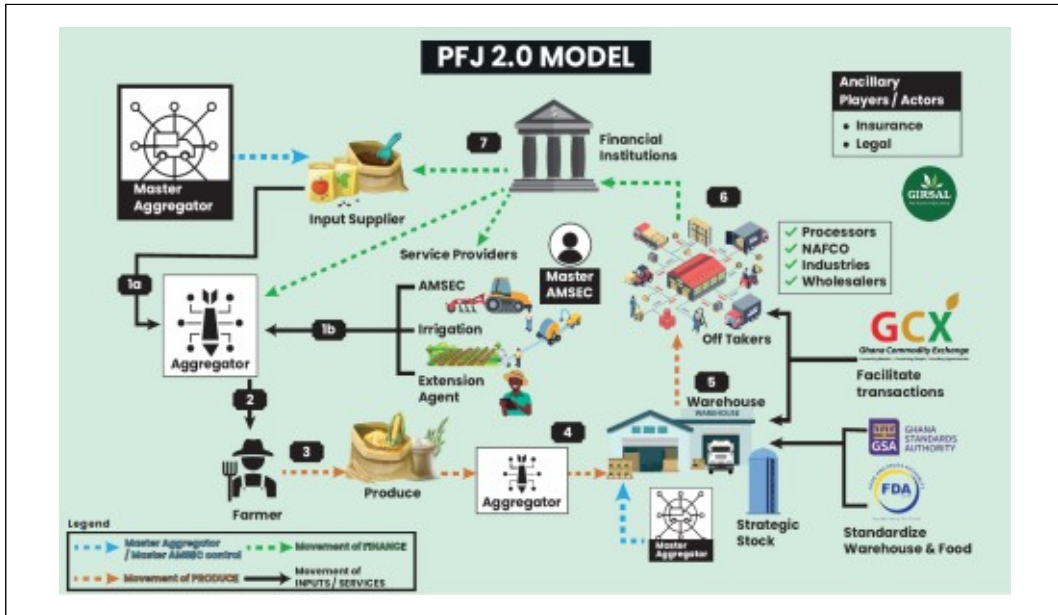 PFJ 2.0 MODEL
Ancillary
Players / Actors
• Insurance
• Legal
GIRSAL
Master
Aggregator
Input Supplier
7
Financial
Institutions
6
Processors
NAFCO
Industries
Wholesalers
Service Providers
Master
AMSEC
1a
Aggregator
1b
AMSEC
Irrigation
Extension
Agent
Off Takers
GCX
Ghana Commodity Exchange
Facilitate
transactions
2
5
Warehouse
WAREHOUSE
3
4
Farmer
Produce
Aggregator
Master
Aggregator
Strategic
Stock
GSA
GHANA
STANDARDS
AUTHORITY
FDA
Standardize
Warehouse & Food
Legend
Master Aggregator
/ Master AMSEC control
Movement of FINANCE
Movement of PRODUCE
Movement of
INPUTS / SERVICES